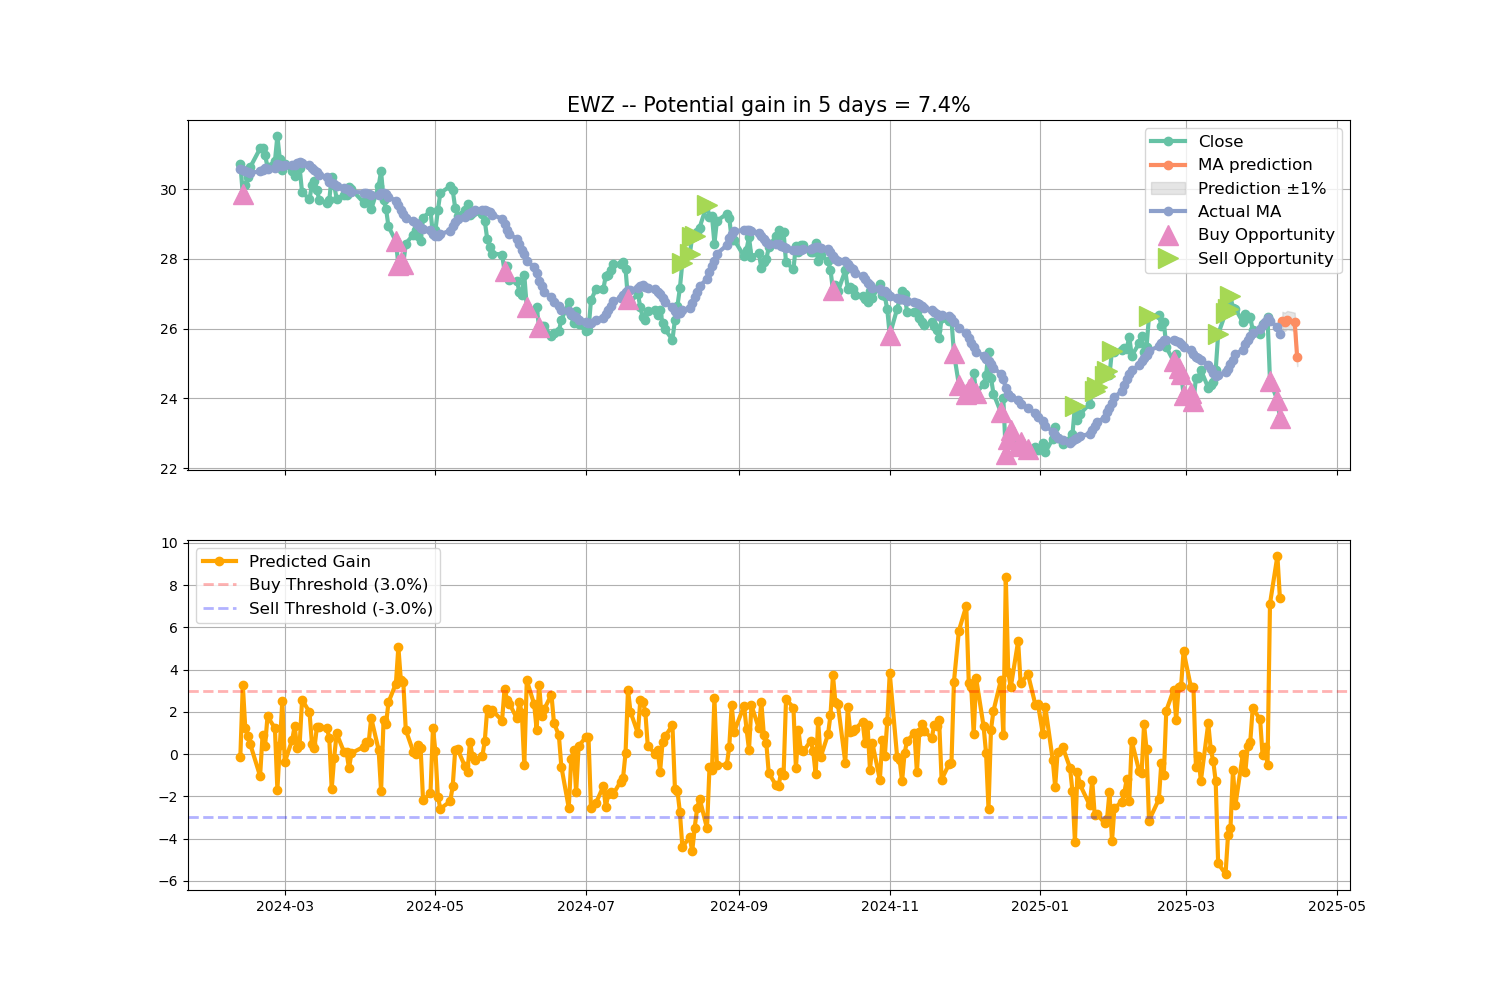 EWZ -- Potential gain in 5 days = 7.4%
30
28
26
24
22
Close
MA prediction
Prediction ±1%
Actual MA
Buy Opportunity
Sell Opportunity
10
8
6
4
2
0
−2
−4
−6
Predicted Gain
Buy Threshold (3.0%)
Sell Threshold (-3.0%)
2024-03
2024-05
2024-07
2024-09
2024-11
2025-01
2025-03
2025-05